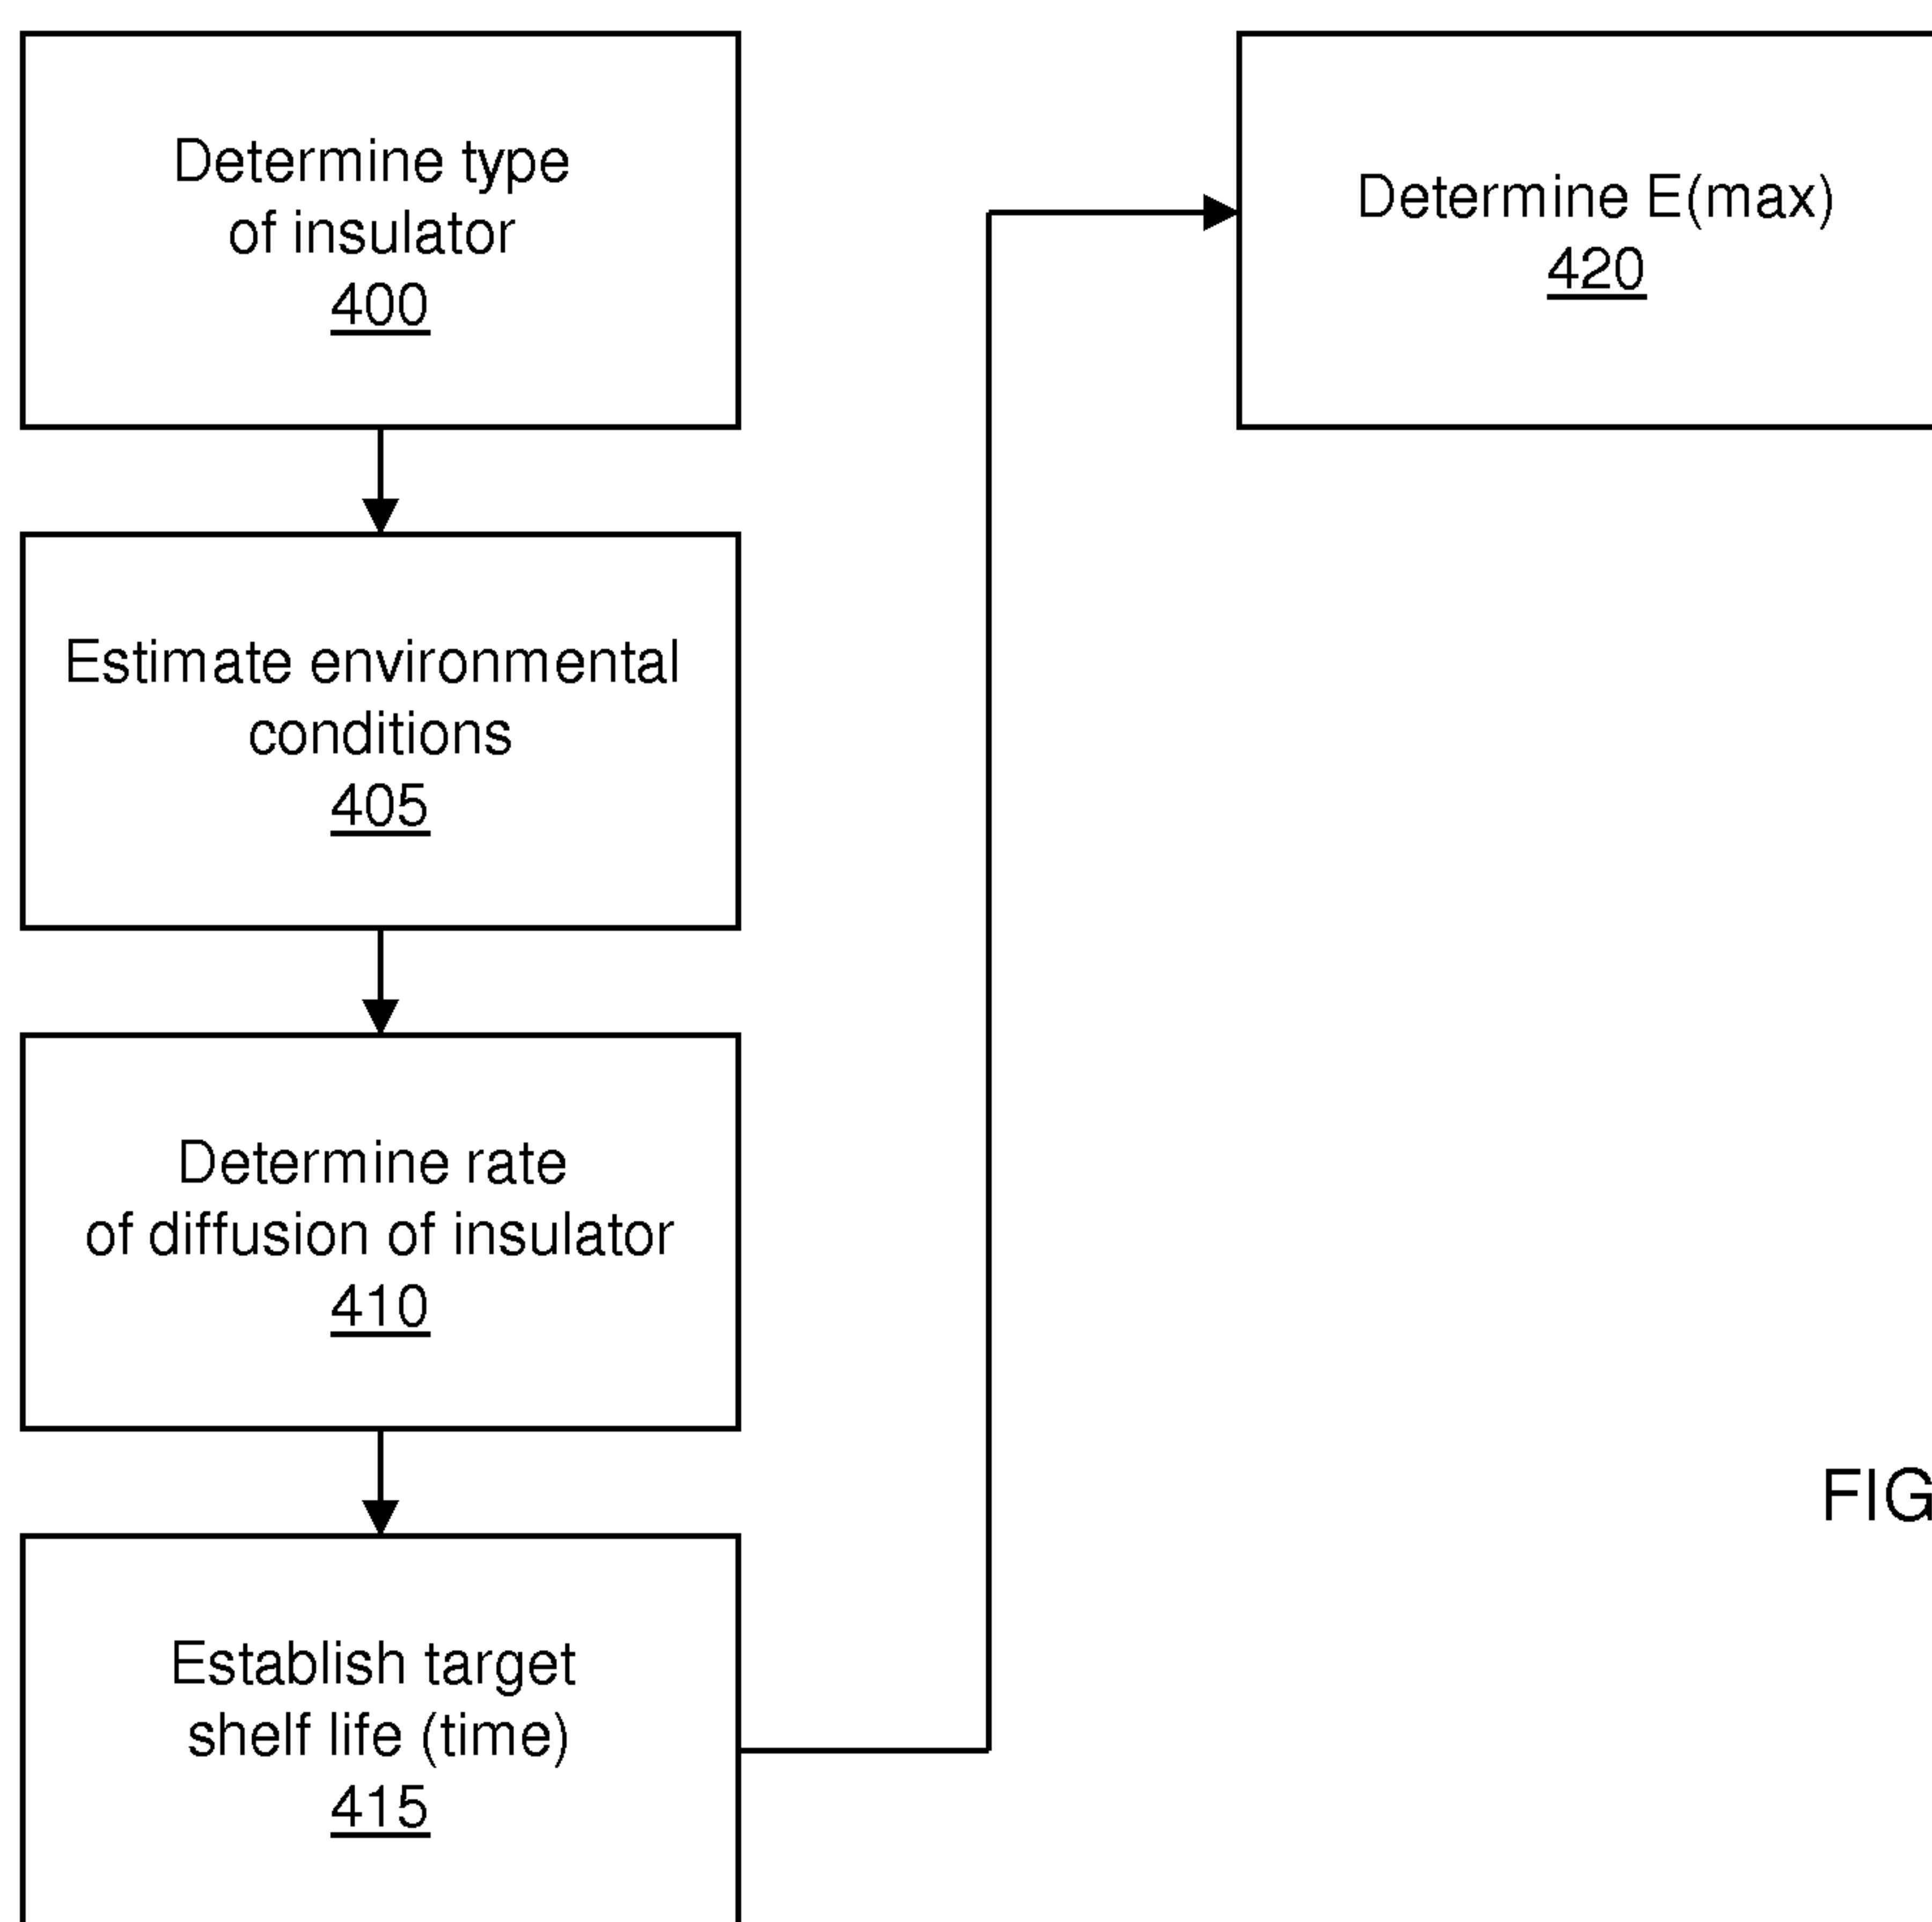 Determine type
of insulator
400
Estimate environmental
conditions
405
Determine rate
of diffusion of insulator
410
Establish target
shelf life (time)
415
Determine E(max)
420
FIG